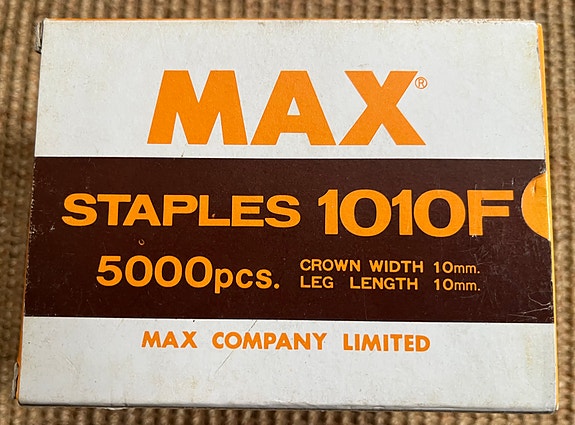 MAX®
STAPLES 1010F
5000pcs.
CROWN WIDTH 10mm.
LEG LENGTH 10mm.
MAX COMPANY LIMITED